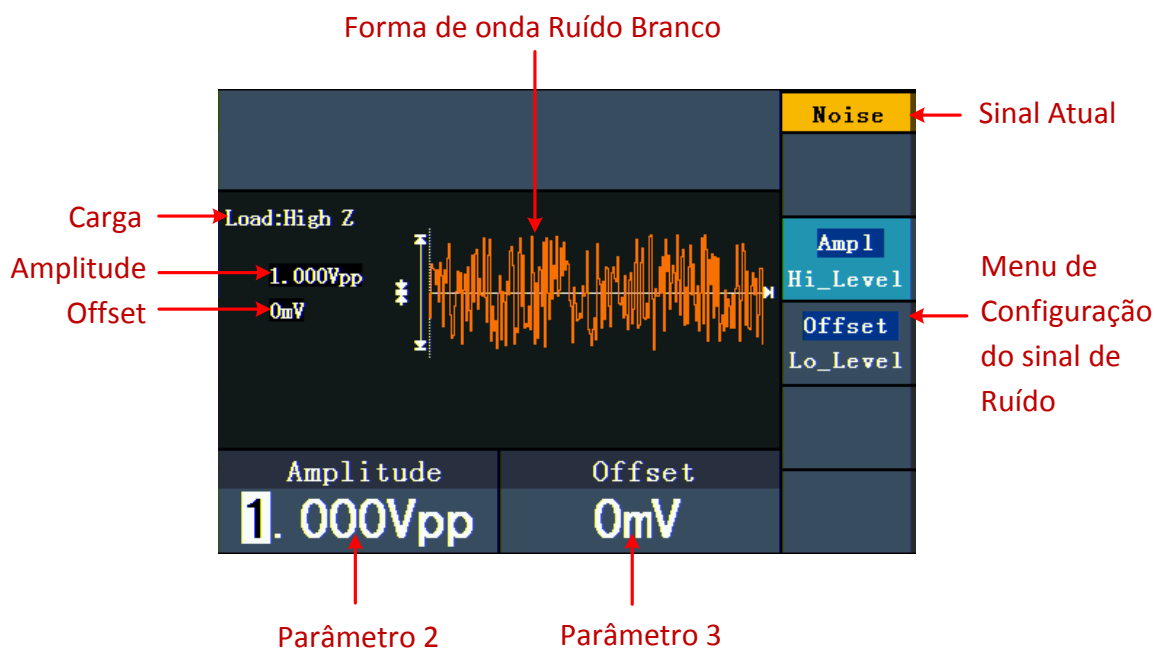 Forma de onda Ruído Branco
Noise
Sinal Atual
Carga
Load:High Z
Amplitude
1.000Vpp
Offset
0mV
Ampl
Hi_Level
Offset
Lo_Level
Menu de
Configuração
do sinal de
Ruído
Amplitude
Offset
1.000Vpp
0mV
Parâmetro 2
Parâmetro 3